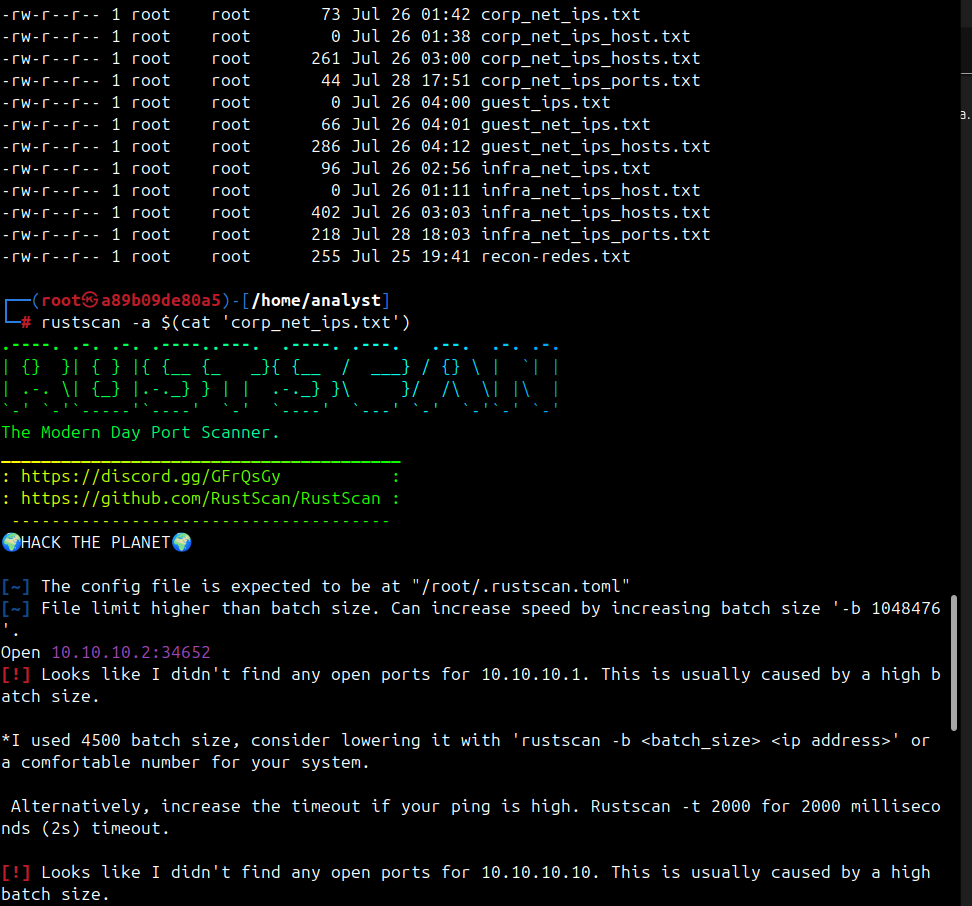 -rw-r--r-- 1 root    root       73 Jul 26 01:42 corp_net_ips.txt
-rw-r--r-- 1 root    root        0 Jul 26 01:38 corp_net_ips_host.txt
-rw-r--r-- 1 root    root      261 Jul 26 03:00 corp_net_ips_hosts.txt
-rw-r--r-- 1 root    root       44 Jul 28 17:51 corp_net_ips_ports.txt
-rw-r--r-- 1 root    root        0 Jul 26 04:00 guest_ips.txt
-rw-r--r-- 1 root    root       66 Jul 26 04:01 guest_net_ips.txt
-rw-r--r-- 1 root    root      286 Jul 26 04:12 guest_net_ips_hosts.txt
-rw-r--r-- 1 root    root       96 Jul 26 02:56 infra_net_ips.txt
-rw-r--r-- 1 root    root        0 Jul 26 01:11 infra_net_ips_host.txt
-rw-r--r-- 1 root    root      402 Jul 26 03:03 infra_net_ips_hosts.txt
-rw-r--r-- 1 root    root      218 Jul 28 18:03 infra_net_ips_ports.txt
-rw-r--r-- 1 root    root      255 Jul 25 19:41 recon-redes.txt
┌──(root㉿a89b09de80a5)-[/home/analyst]
└─# rustscan -a $(cat 'corp_net_ips.txt')
.----. .-. .-. .----..---.  .----. .---.   .--.  .-. .-.
| {}  }| { } |{ {__ {_   _}{ {__  /  ___} / {} \ |  `| |
| .-. \| {_} |.-._} } | |  .-._} }\     }/  /\  \| |\  |
`-' `-'`-----'`----'  `-'  `----'  `---' `-'  `-'`-' `-'
The Modern Day Port Scanner.
________________________________________
: https://discord.gg/GFrQsGy           :
: https://github.com/RustScan/RustScan :
 --------------------------------------
🌍HACK THE PLANET🌍
[~] The config file is expected to be at "/root/.rustscan.toml"
[~] File limit higher than batch size. Can increase speed by increasing batch size '-b 1048476
'.
Open 10.10.10.2:34652
[!] Looks like I didn't find any open ports for 10.10.10.1. This is usually caused by a high b
atch size.
*I used 4500 batch size, consider lowering it with 'rustscan -b <batch_size> <ip address>' or
a comfortable number for your system.
 Alternatively, increase the timeout if your ping is high. Rustscan -t 2000 for 2000 milliseco
nds (2s) timeout.
[!] Looks like I didn't find any open ports for 10.10.10.10. This is usually caused by a high
batch size.
a.